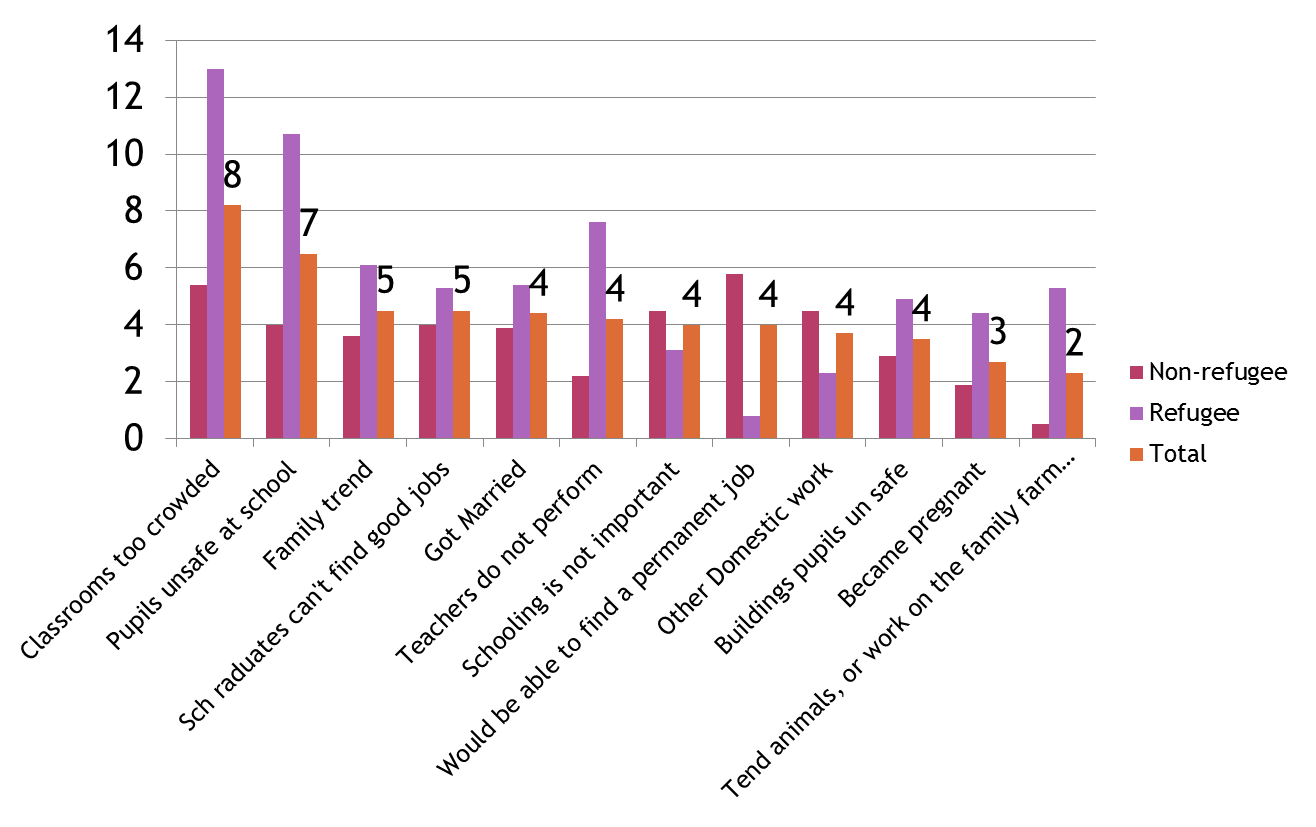 14
12
10
8
6
4
2
0
8
7
5
5
4
4
4
4
4
4
3
2
Classrooms too crowded
Pupils unsafe at school
Family trend
Sch raduates can't find good jobs
Got Married
Teachers do not perform
Schooling is not important
Would be able to find a permanent job
Other Domestic work
Buildings pupils un safe
Became pregnant
Tend animals, or work on the family farm...
Non-refugee
Refugee
Total